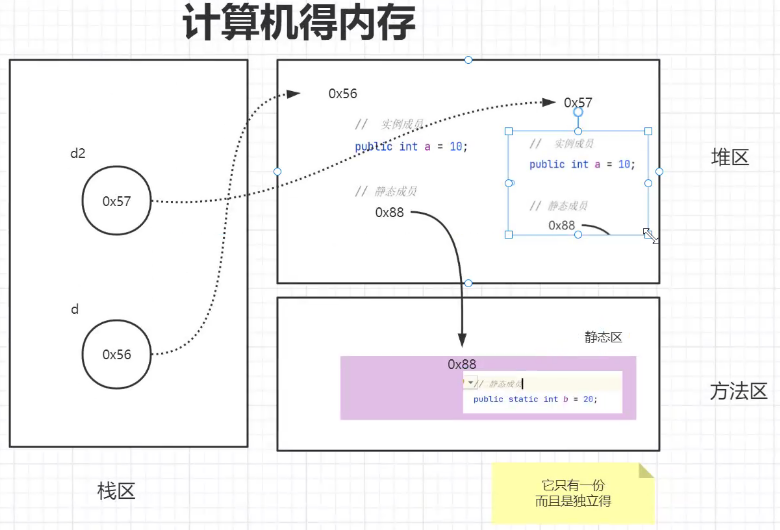 计算机得内存
0x56
0x57
// 实例成员
public int a = 10;
// 实例成员
public int a = 10;
d2
0x57
堆区
// 静态成员
0x88
// 静态成员
0x88
d
0x56
静态区
0x88
// 静态成员
public static int b = 20;
方法区
栈区
它只有一份
而且是独立得